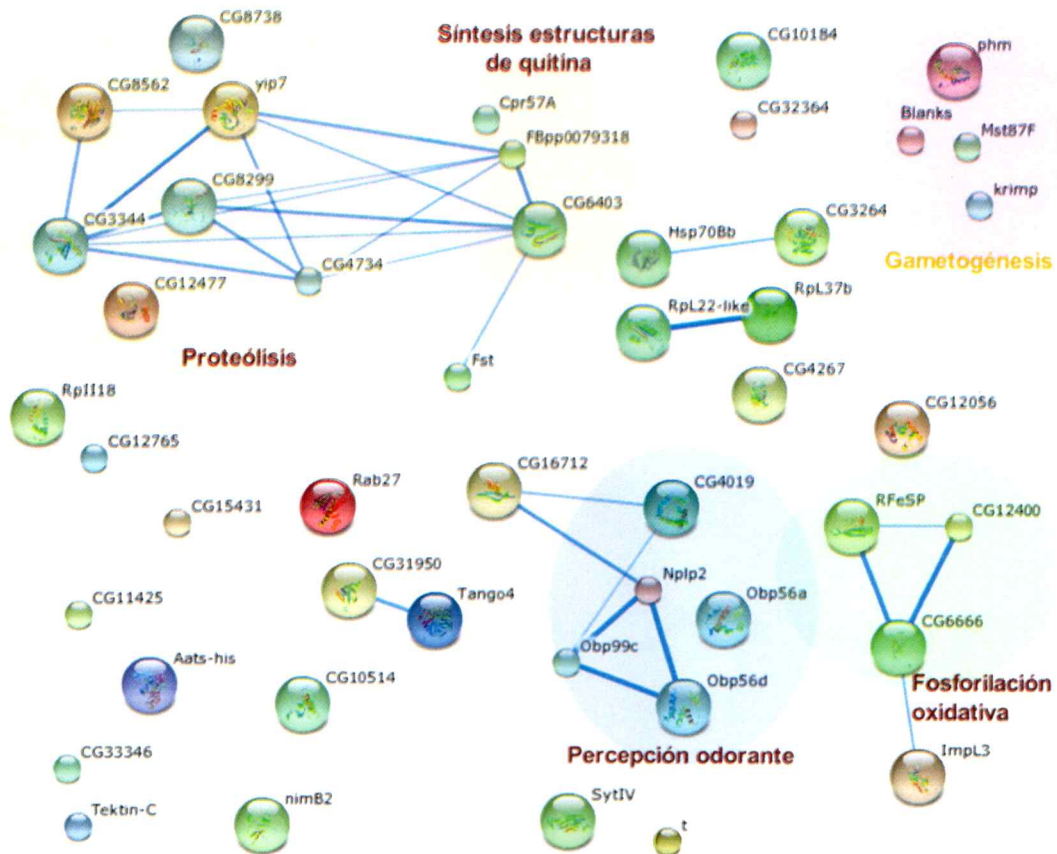 CG8738
Síntesis estructuras
de quitina
CG10184
phm
CG8562
yip7
Cpr57A
CG32364
Blanks
Mst87F
FBpp0079318
krimp
CG8299
CG6403
CG3264
CG3344
Hsp70Bb
CG4734
Gametogénesis
CG12477
RpL37b
RpL22-like
Proteólisis
Fst
CG4267
RpII18
CG12056
CG12765
CG16712
CG4019
Rab27
RFeSP
CG12400
CG15431
CG31950
Tango4
Nplp2
Obp56a
CG11425
CG6666
Obp99c
Aats-his
CG10514
Obp56d
Fosforilación
oxidativa
CG33346
Percepción odorante
ImpL3
Tektin-C
nimB2
SytIV
t